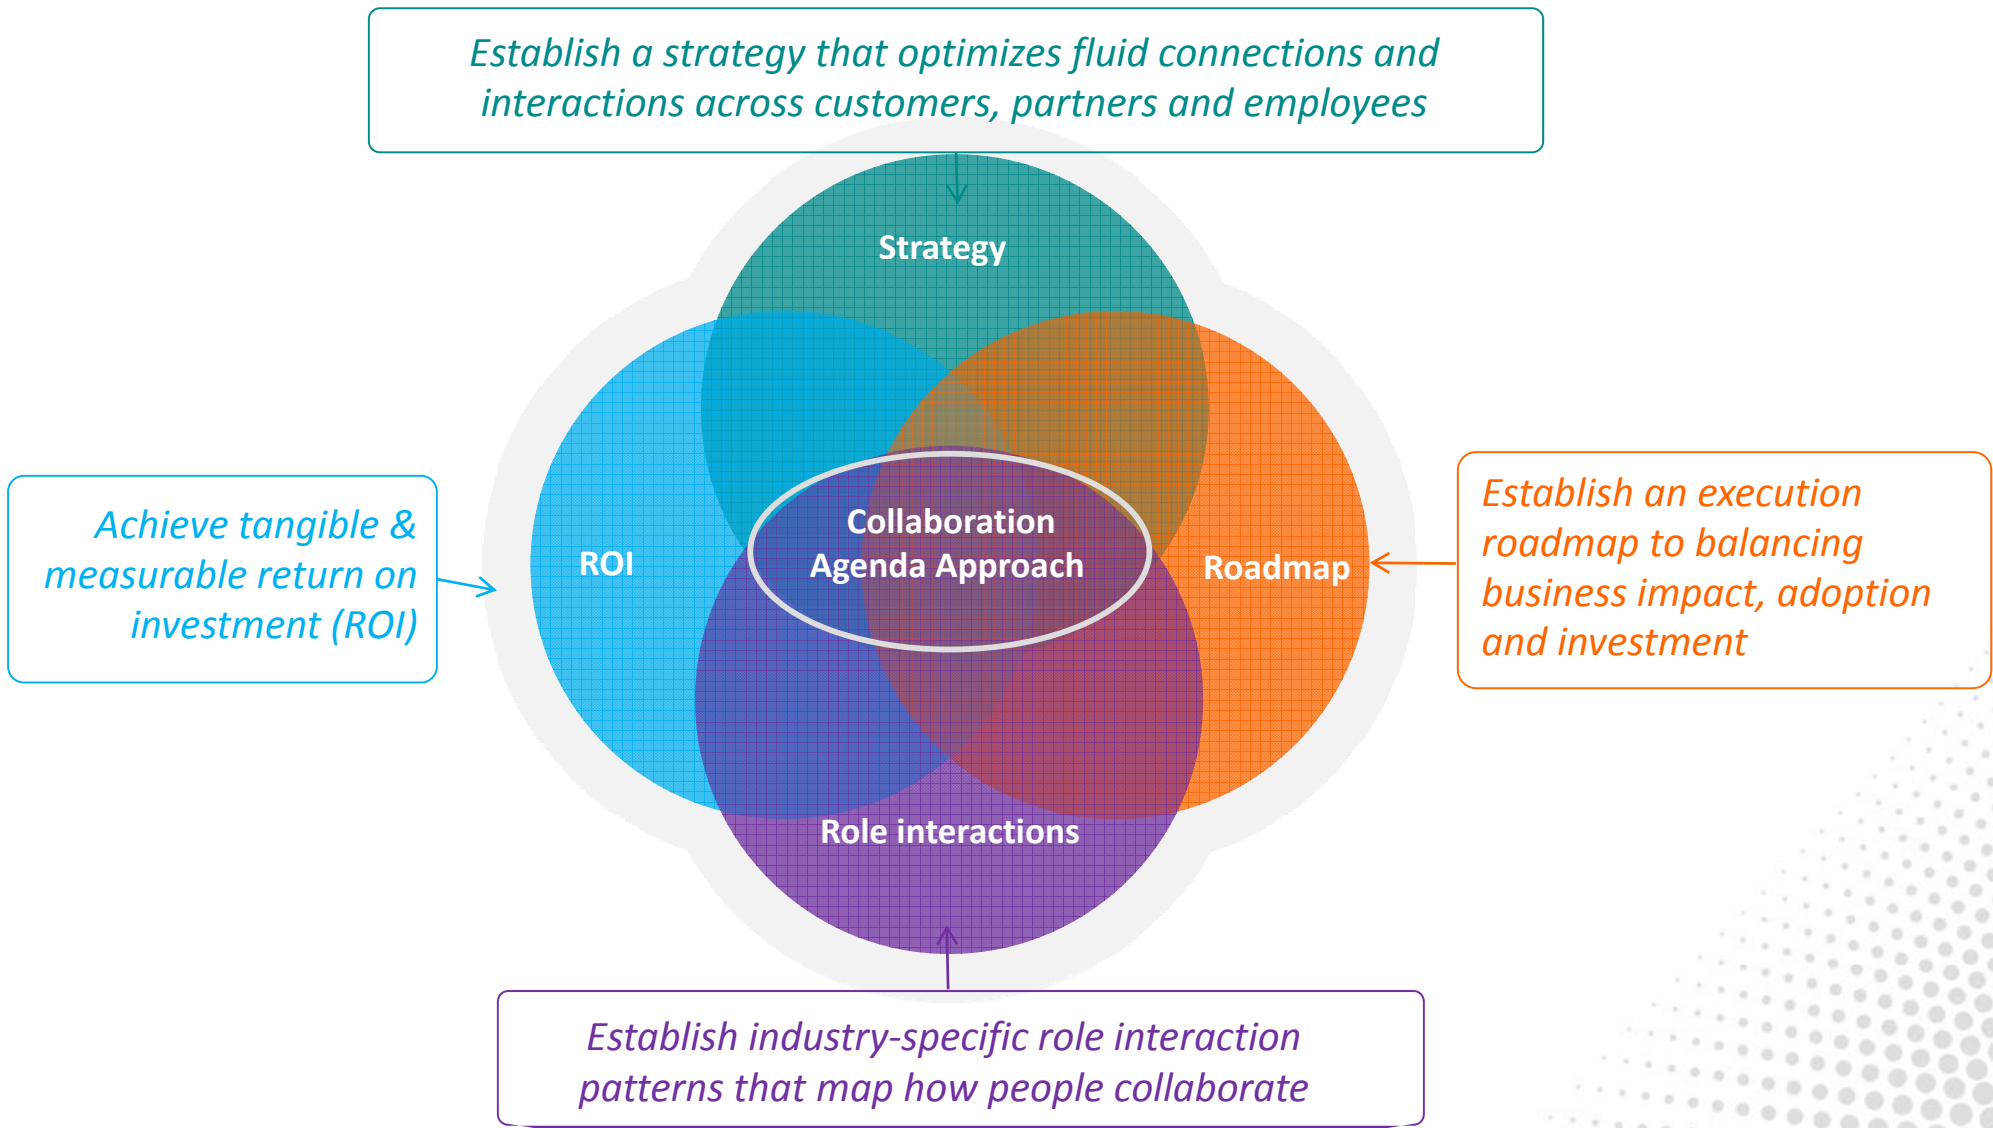 Establish a strategy that optimizes fluid connections and
interactions across customers, partners and employees
Strategy
Achieve tangible &
measurable return on
investment (ROI)
ROI
Collaboration
Agenda Approach
Roadmap
Establish an execution
roadmap to balancing
business impact, adoption
and investment
Role interactions
Establish industry-specific role interaction
patterns that map how people collaborate